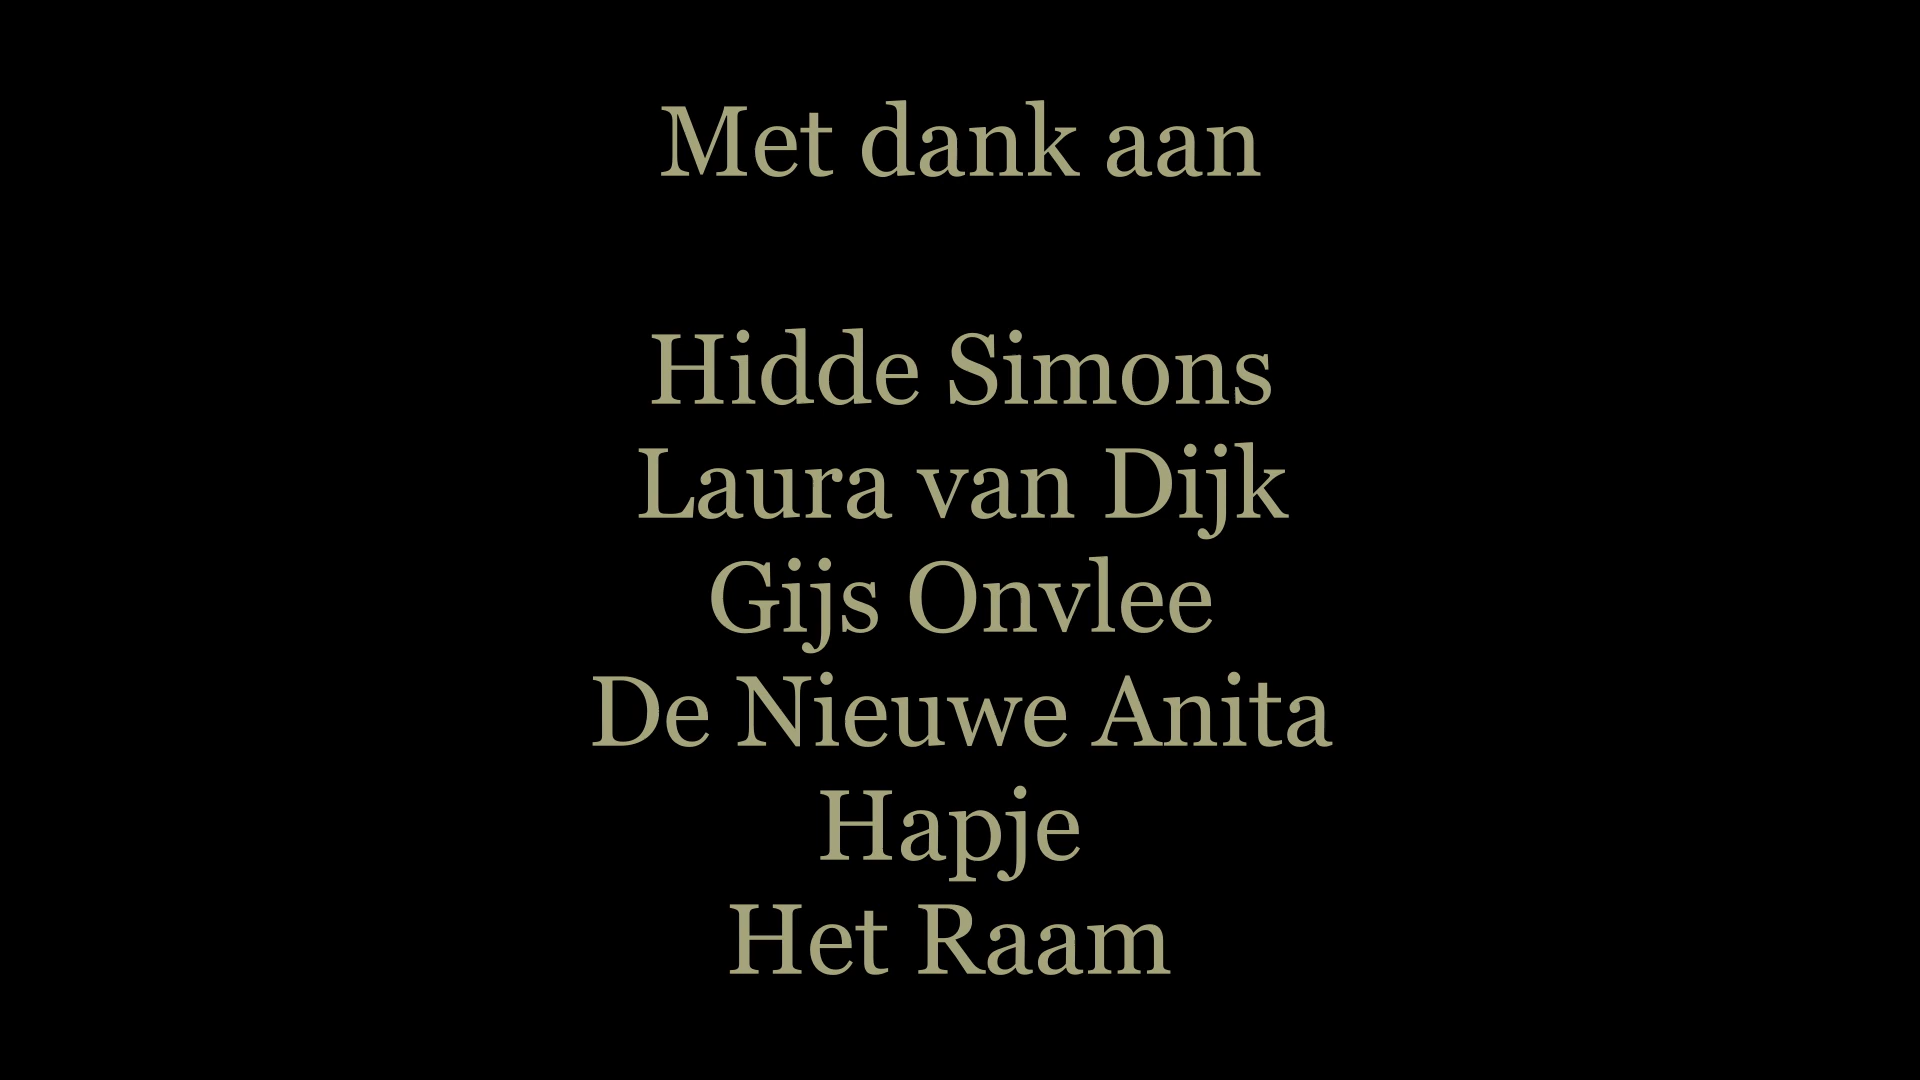 Met dank aan
Hidde Simons
Laura van Dijk
Gijs Onvlee
De Nieuwe Anita
Hapje
Het Raam